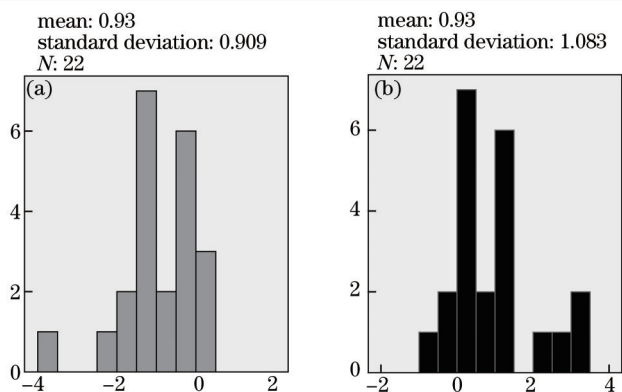 mean: 0.93
standard deviation: 0.909
N: 22
(a)
6
4
2
0
−4 −2 0 2
mean: 0.93
standard deviation: 1.083
N: 22
(b)
6
4
2
0
−2 0 2 4